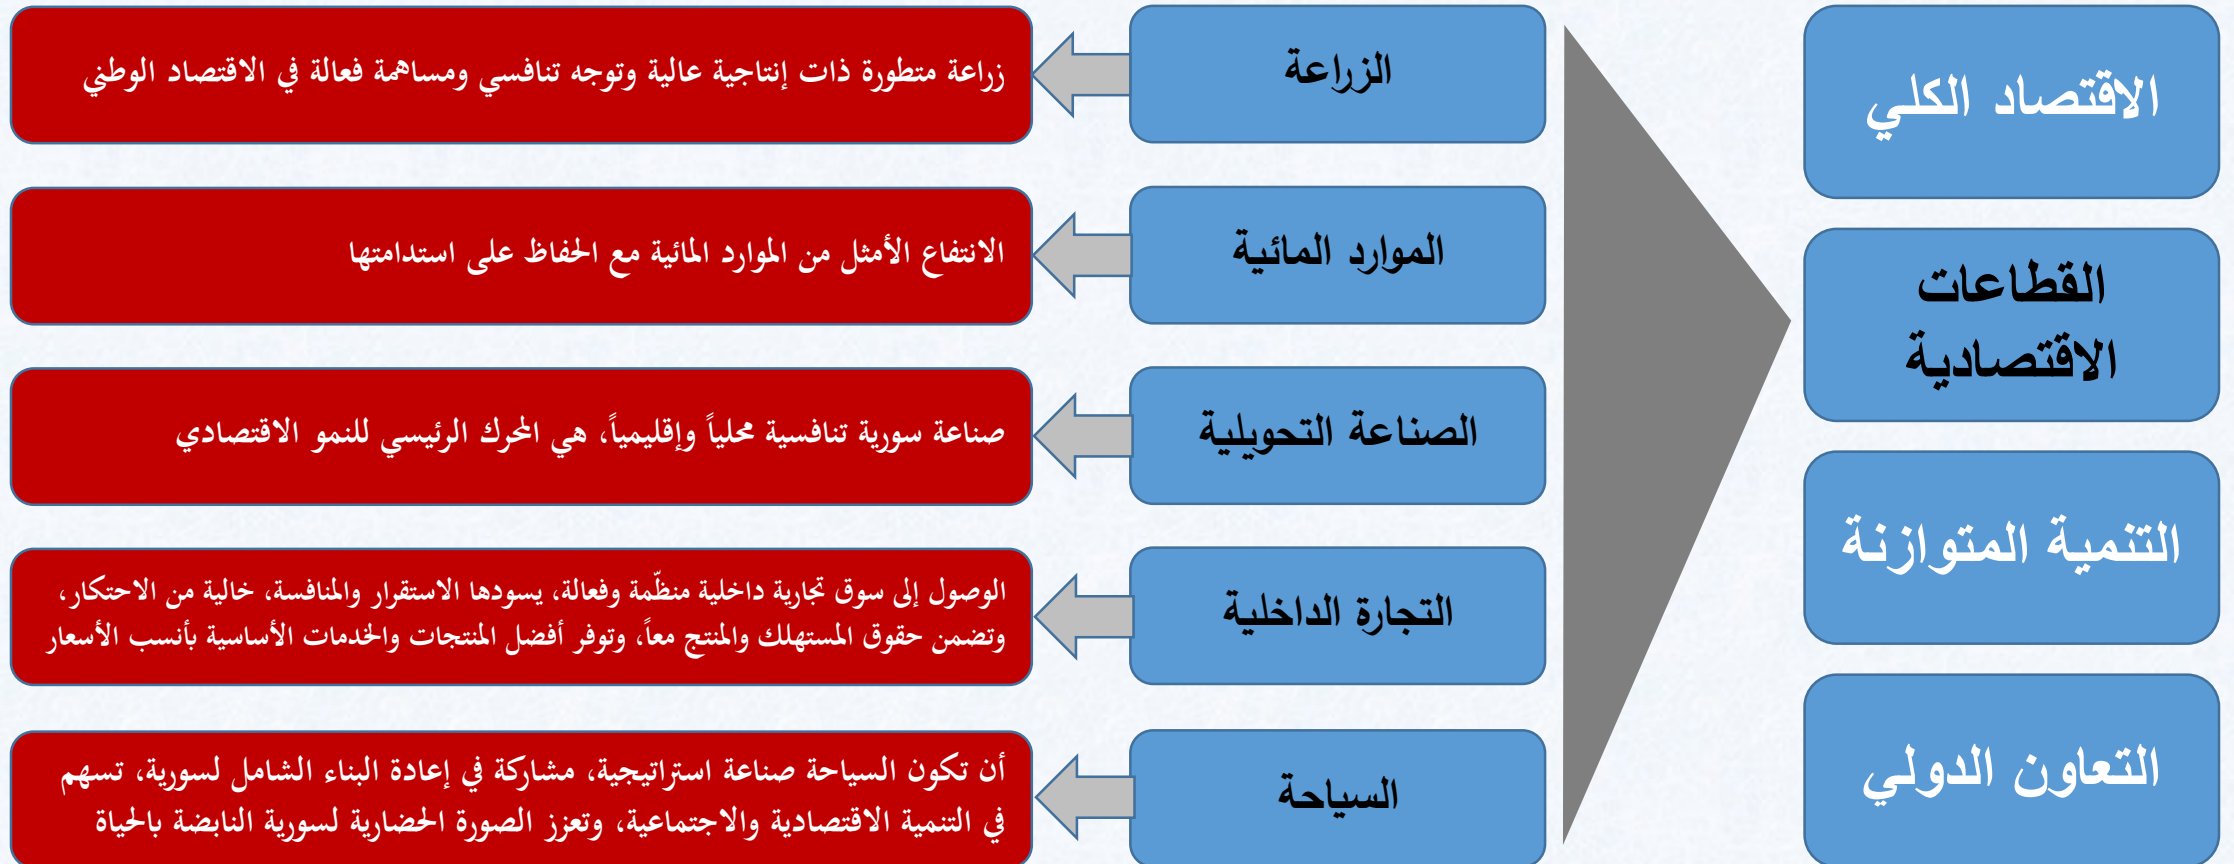 الاقتصاد الكلي
القطاعات
الاقتصادية
التنمية المتوازنة
التعاون الدولي
الزراعة
زراعة متطورة ذات إنتاجية عالية وتوجه تنافسي ومساهمة فعالة في الاقتصاد الوطني
الموارد المائية
الانتفاع الأمثل من الموارد المائية مع الحفاظ على استدامتها
الصناعة التحويلية
صناعة سورية تنافسية محلياً وإقليمياً، هي المحرك الرئيسي للنمو الاقتصادي
التجارة الداخلية
الوصول إلى سوق تجارية داخلية منظّمة وفعالة، يسودها الاستقرار والمنافسة، خالية من الاحتكار،
وتضمن حقوق المستهلك والمنتج معاً، وتوفر أفضل المنتجات والخدمات الأساسية بأنسب الأسعار
السياحة
أن تكون السياحة صناعة استراتيجية، مشاركة في إعادة البناء الشامل لسورية، تسهم
في التنمية الاقتصادية والاجتماعية، وتعزز الصورة الحضارية لسورية النابضة بالحياة